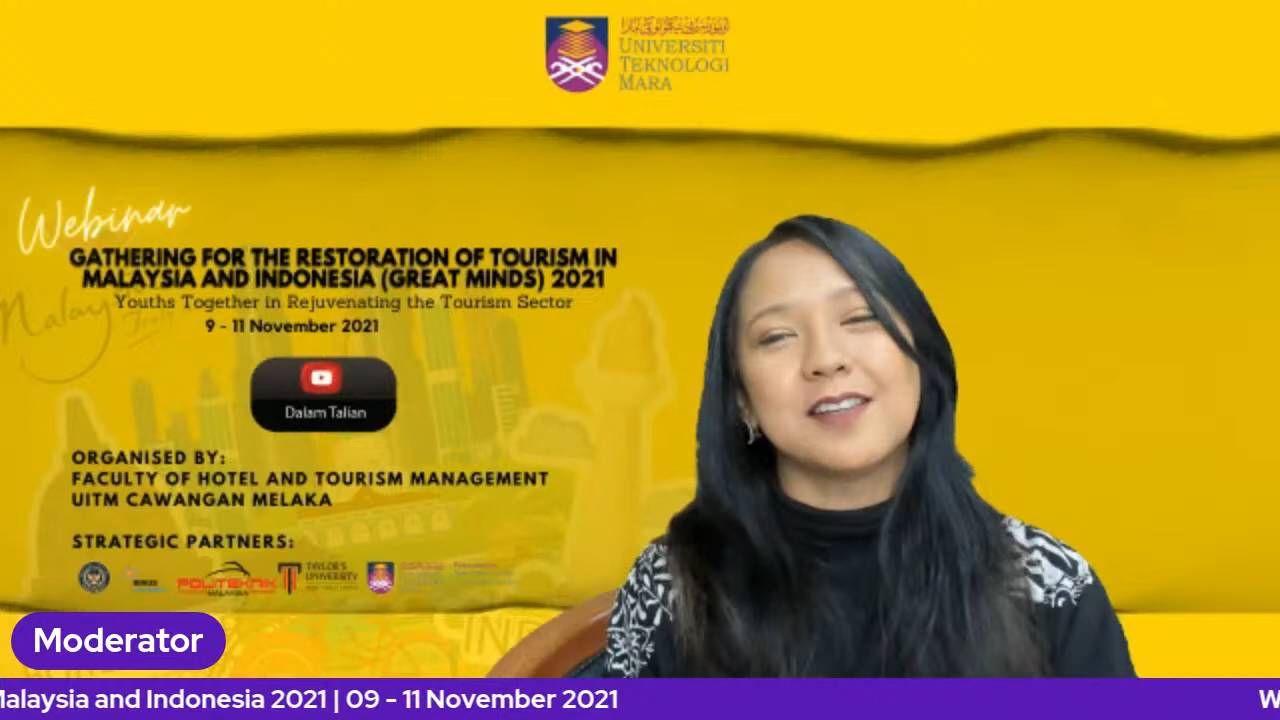 UNIVERSITI
TEKNOLOGI
MARA
Webinar
GATHERING FOR THE RESTORATION OF TOURISM IN
MALAYSIA AND INDONESIA (GREAT MINDS) 2021
Youths Together in Rejuvenating the Tourism Sector
9 - 11 November 2021
Dalam Talian
ORGANISED BY:
FACULTY OF HOTEL AND TOURISM MANAGEMENT
UITM CAWANGAN MELAKA
STRATEGIC PARTNERS:
POLITEKNIK
MALAYSIA
TAYLOR'S
UNIVERSITY
Moderator
Malaysia and Indonesia 2021 | 09 - 11 November 2021